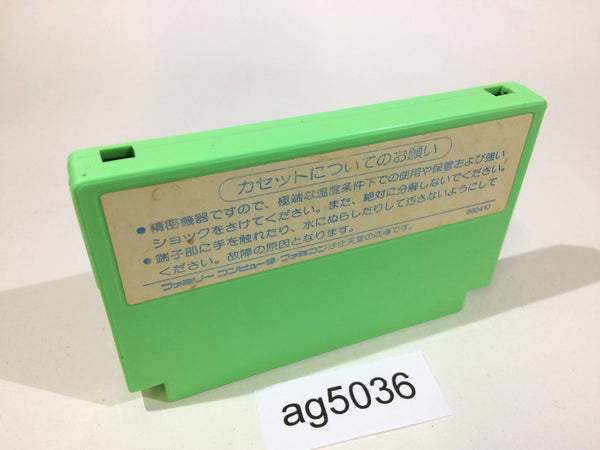 カセットについてのお願い
●精密機器ですので、極端な温度条件下での使用や保管および強い
ショックをさけてください。また、絶対に分解しないでください。
●端子部に手を触れたり、水にぬらしたりして汚さないようにして
ください。故障の原因となります。
880410
ファミリーコンピュータ・ファミコンは任天堂の商標です。
ag5036